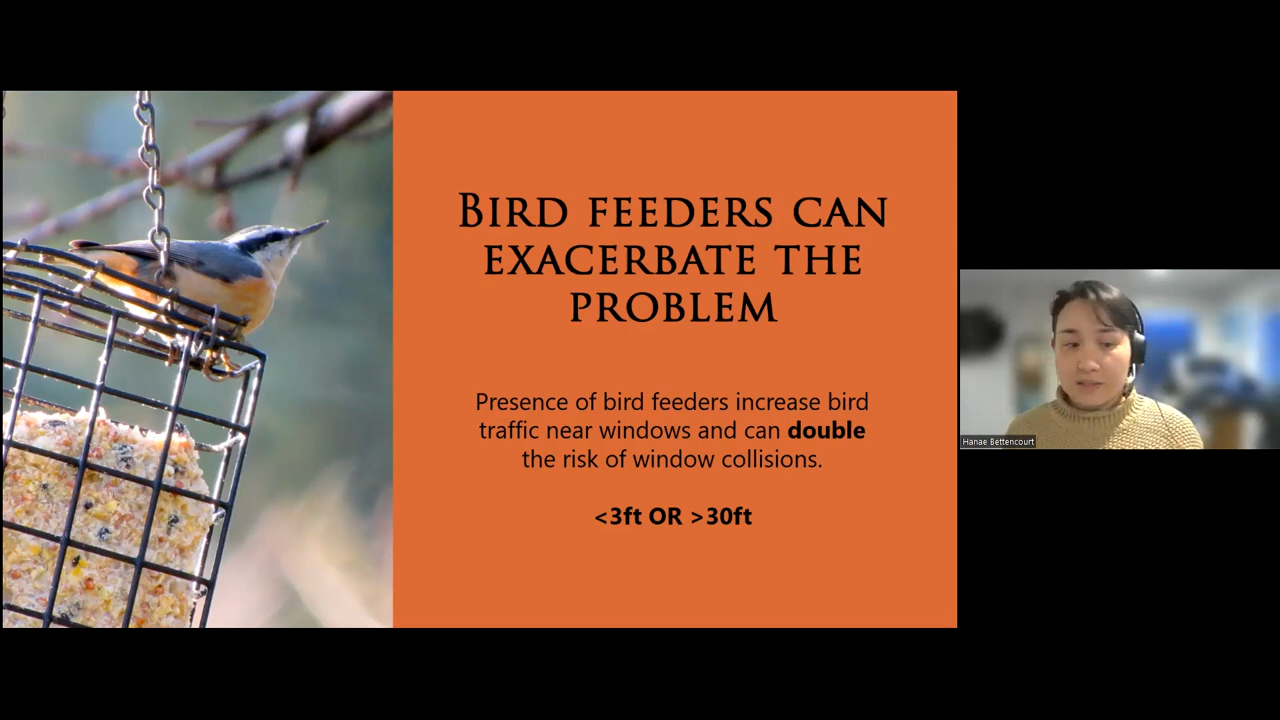 Bird feeders can
exacerbate the
problem
Presence of bird feeders increase bird
traffic near windows and can double
the risk of window collisions.
<3ft OR >30ft
Hanae Bettencourt